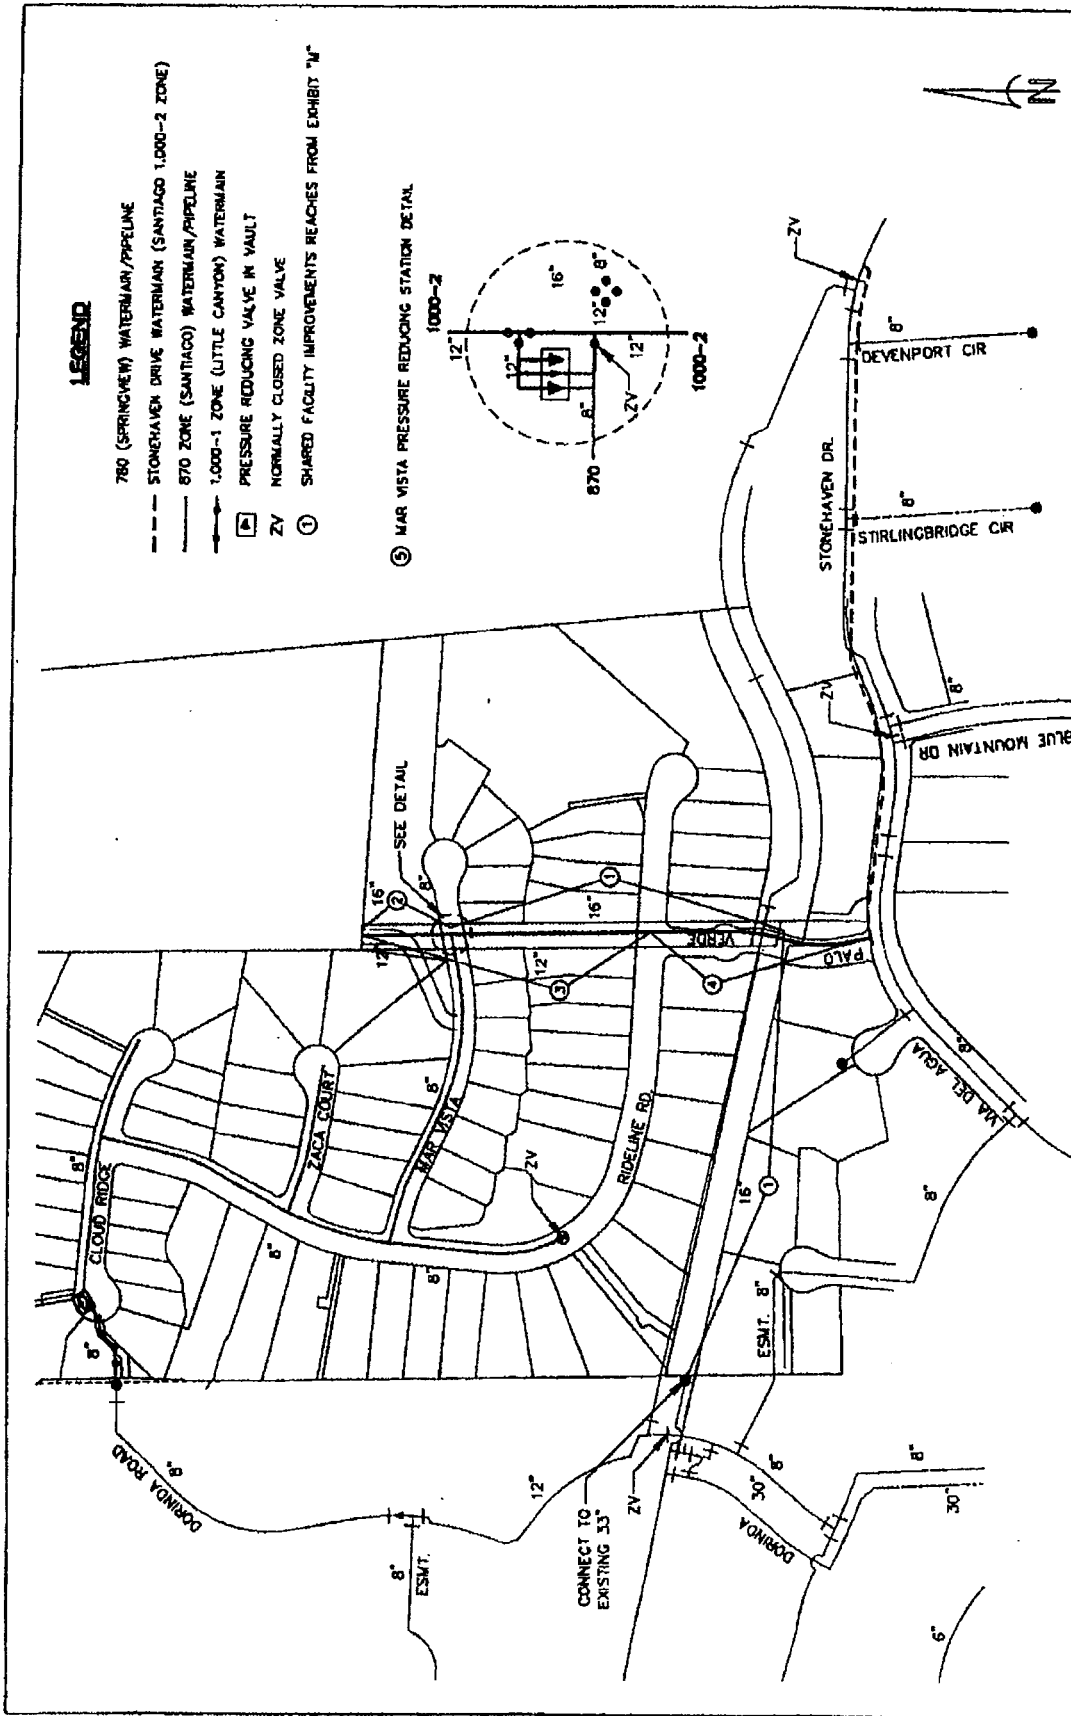 LEGEND
780 (SPRINGVIEW) WATERMAIN/PIPELINE
STONEHAVEN DRIVE WATERMAIN (SANTIAGO 1,000-2 ZONE)
870 ZONE (SANTIAGO) WATERMAIN/PIPELINE
1,000-1 ZONE (LITTLE CANYON) WATERMAIN
PRESSURE REDUCING VALVE IN VAULT
ZV NORMALLY CLOSED ZONE VALVE
1 SHARED FACILITY IMPROVEMENTS REACHES FROM EXHIBIT "M"
5 MAR VISTA PRESSURE REDUCING STATION DETAIL
1000-2
12"
12"
16"
8"
12"
12"
8"
870
ZV
1000-2
N
SEE DETAIL
16"
2
8"
12"
12"
16"
1
3
4
VERDE
PALO
16"
CLOUD RIDGE
8"
8"
ZACA COURT
8"
MAR VISTA
8"
8"
ZV
RIDELINE RD.
16"
1
DORINDA ROAD
8"
8"
ESMT.
12"
CONNECT TO
EXISTING 33"
ZV
DORINDA
30"
8"
8"
30"
6"
ESMT.
8"
8"
VIA DEL AGUA
8"
ZV
BLUE MOUNTAIN DR
8"
STONEHAVEN DR.
8"
STIRLINGBRIDGE CIR
8"
DEVENPORT CIR
ZV